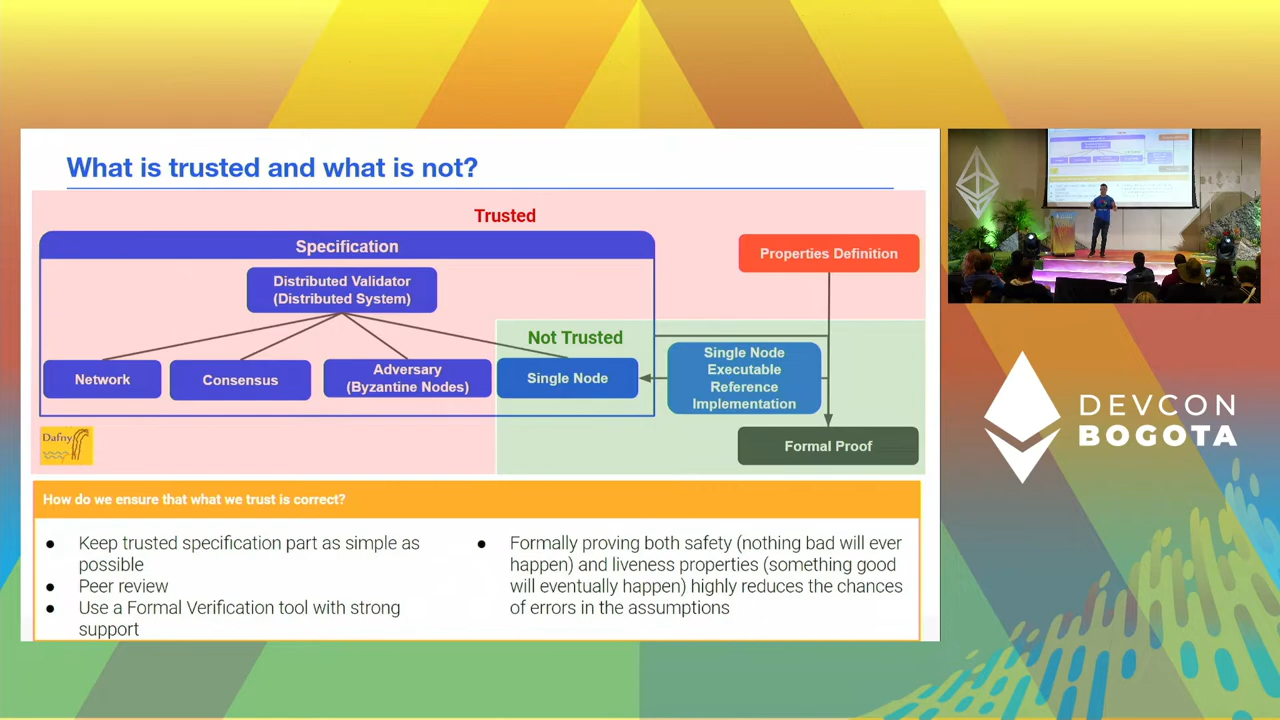 What is trusted and what is not?
Trusted
Specification
Properties Definition
Distributed Validator
(Distributed System)
Not Trusted
Network
Consensus
Adversary
(Byzantine Nodes)
Single Node
Single Node
Executable
Reference
Implementation
Formal Proof
Dafny
How do we ensure that what we trust is correct?
● Keep trusted specification part as simple as
possible
● Peer review
● Use a Formal Verification tool with strong
support
● Formally proving both safety (nothing bad will ever
happen) and liveness properties (something good
will eventually happen) highly reduces the chances
of errors in the assumptions
DEVCON
BOGOTA